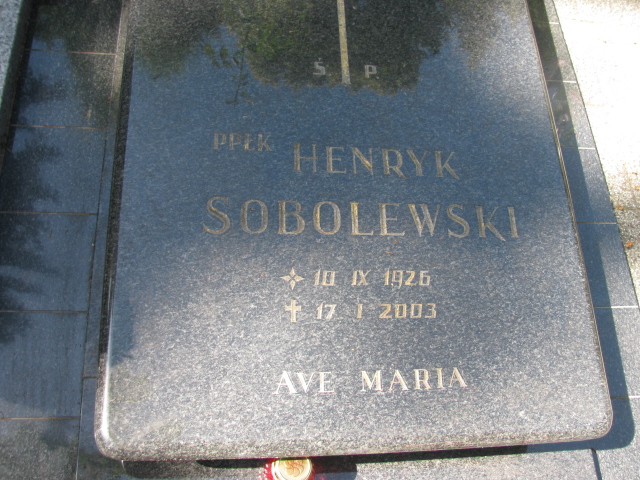 Ś P
PPŁK HENRYK
SOBOLEWSKI
10 IX 1926
17 I 2003
AVE MARIA